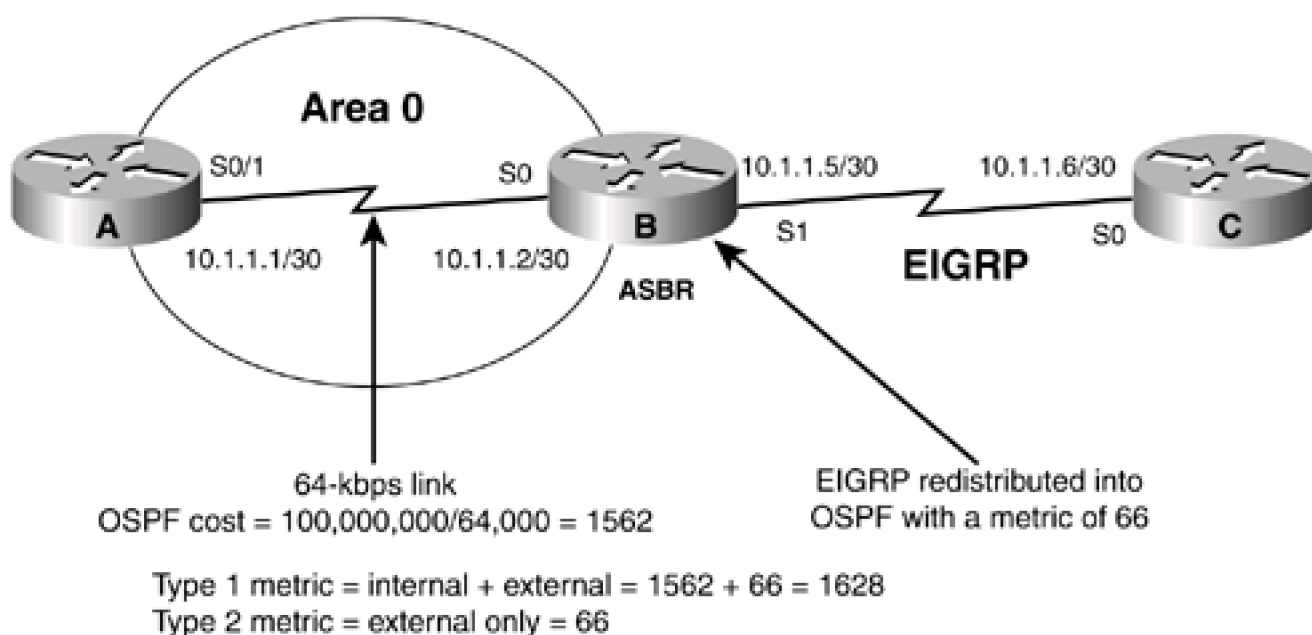 Area 0
S0/1
S0
10.1.1.5/30
10.1.1.6/30
A
B
C
10.1.1.1/30
10.1.1.2/30
S1
S0
ASBR
EIGRP
64-kbps link
OSPF cost = 100,000,000/64,000 = 1562
EIGRP redistributed into
OSPF with a metric of 66
Type 1 metric = internal + external = 1562 + 66 = 1628
Type 2 metric = external only = 66